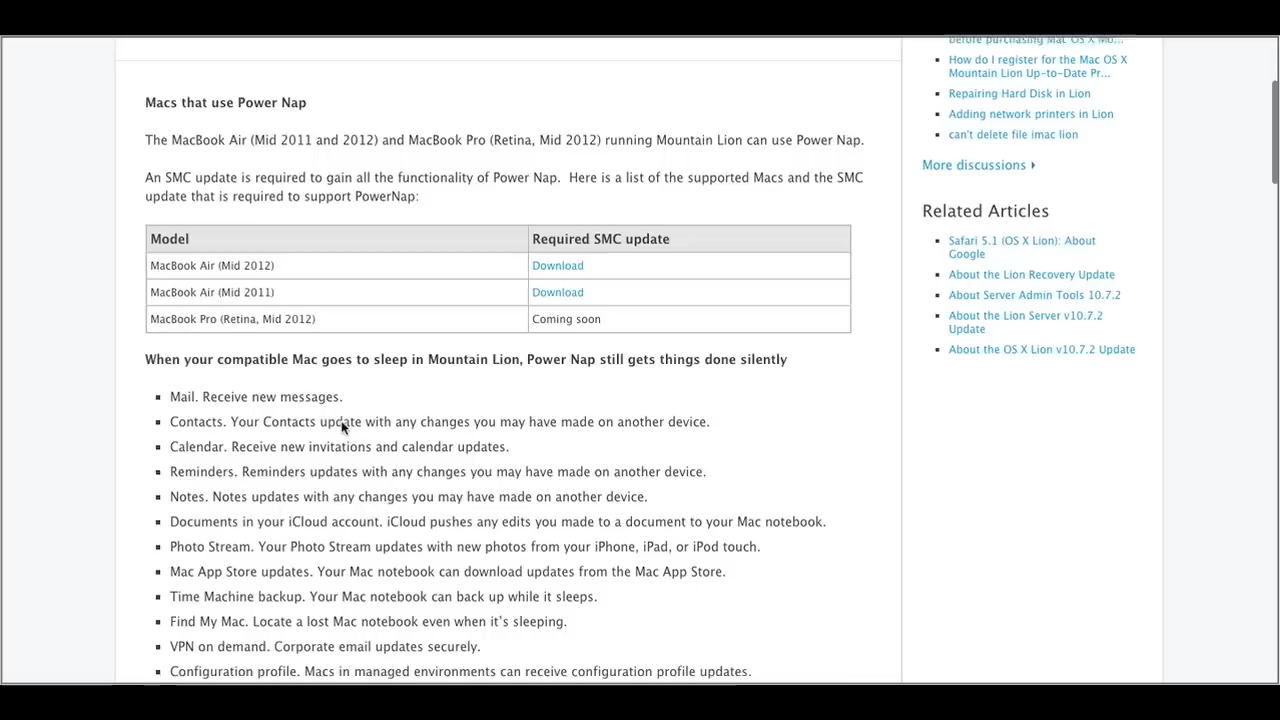 Macs that use Power Nap
The MacBook Air (Mid 2011 and 2012) and MacBook Pro (Retina, Mid 2012) running Mountain Lion can use Power Nap.
An SMC update is required to gain all the functionality of Power Nap.  Here is a list of the supported Macs and the SMC
update that is required to support PowerNap:
Model Required SMC update
MacBook Air (Mid 2012) Download
MacBook Air (Mid 2011) Download
MacBook Pro (Retina, Mid 2012) Coming soon
When your compatible Mac goes to sleep in Mountain Lion, Power Nap still gets things done silently
Mail. Receive new messages.
Contacts. Your Contacts update with any changes you may have made on another device.
Calendar. Receive new invitations and calendar updates.
Reminders. Reminders updates with any changes you may have made on another device.
Notes. Notes updates with any changes you may have made on another device.
Documents in your iCloud account. iCloud pushes any edits you made to a document to your Mac notebook.
Photo Stream. Your Photo Stream updates with new photos from your iPhone, iPad, or iPod touch.
Mac App Store updates. Your Mac notebook can download updates from the Mac App Store.
Time Machine backup. Your Mac notebook can back up while it sleeps.
Find My Mac. Locate a lost Mac notebook even when it's sleeping.
VPN on demand. Corporate email updates securely.
Configuration profile. Macs in managed environments can receive configuration profile updates.
before purchasing Mac OS X Mo...
How do I register for the Mac OS X
Mountain Lion Up-to-Date Pr...
Repairing Hard Disk in Lion
Adding network printers in Lion
can't delete file imac lion
More discussions
Related Articles
Safari 5.1 (OS X Lion): About
Google
About the Lion Recovery Update
About Server Admin Tools 10.7.2
About the Lion Server v10.7.2
Update
About the OS X Lion v10.7.2 Update